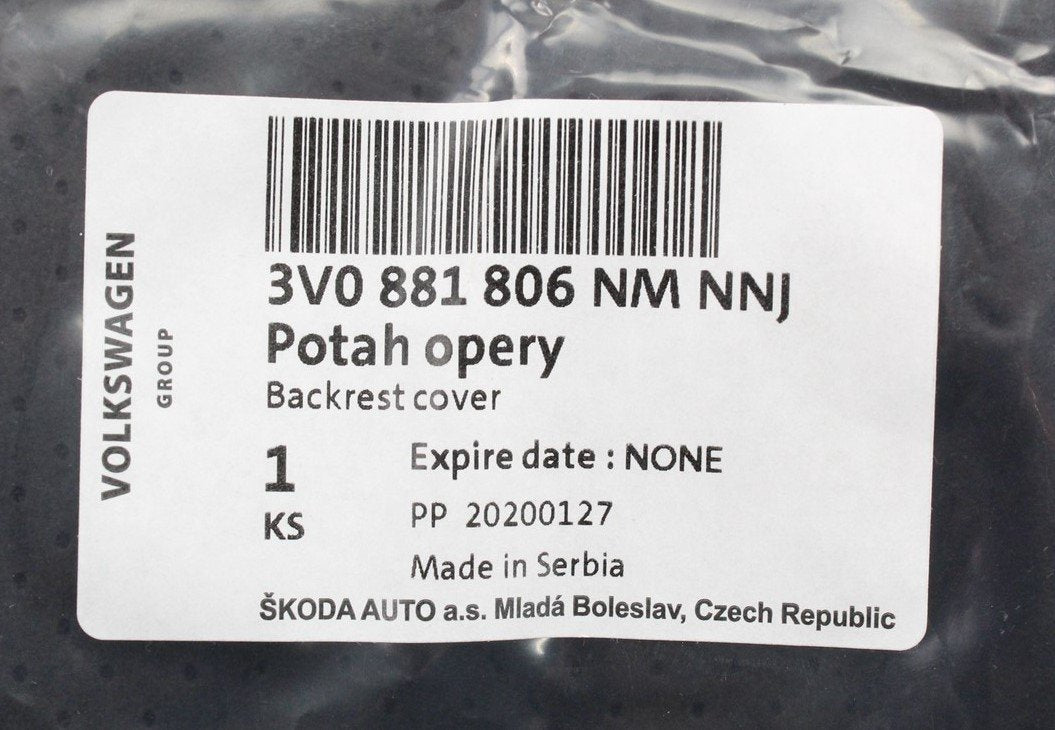 VOLKSWAGEN
GROUP
3V0 881 806 NM NNJ
Potah opery
Backrest cover
1
KS
Expire date : NONE
PP 20200127
Made in Serbia
ŠKODA AUTO a.s. Mladá Boleslav, Czech Republic